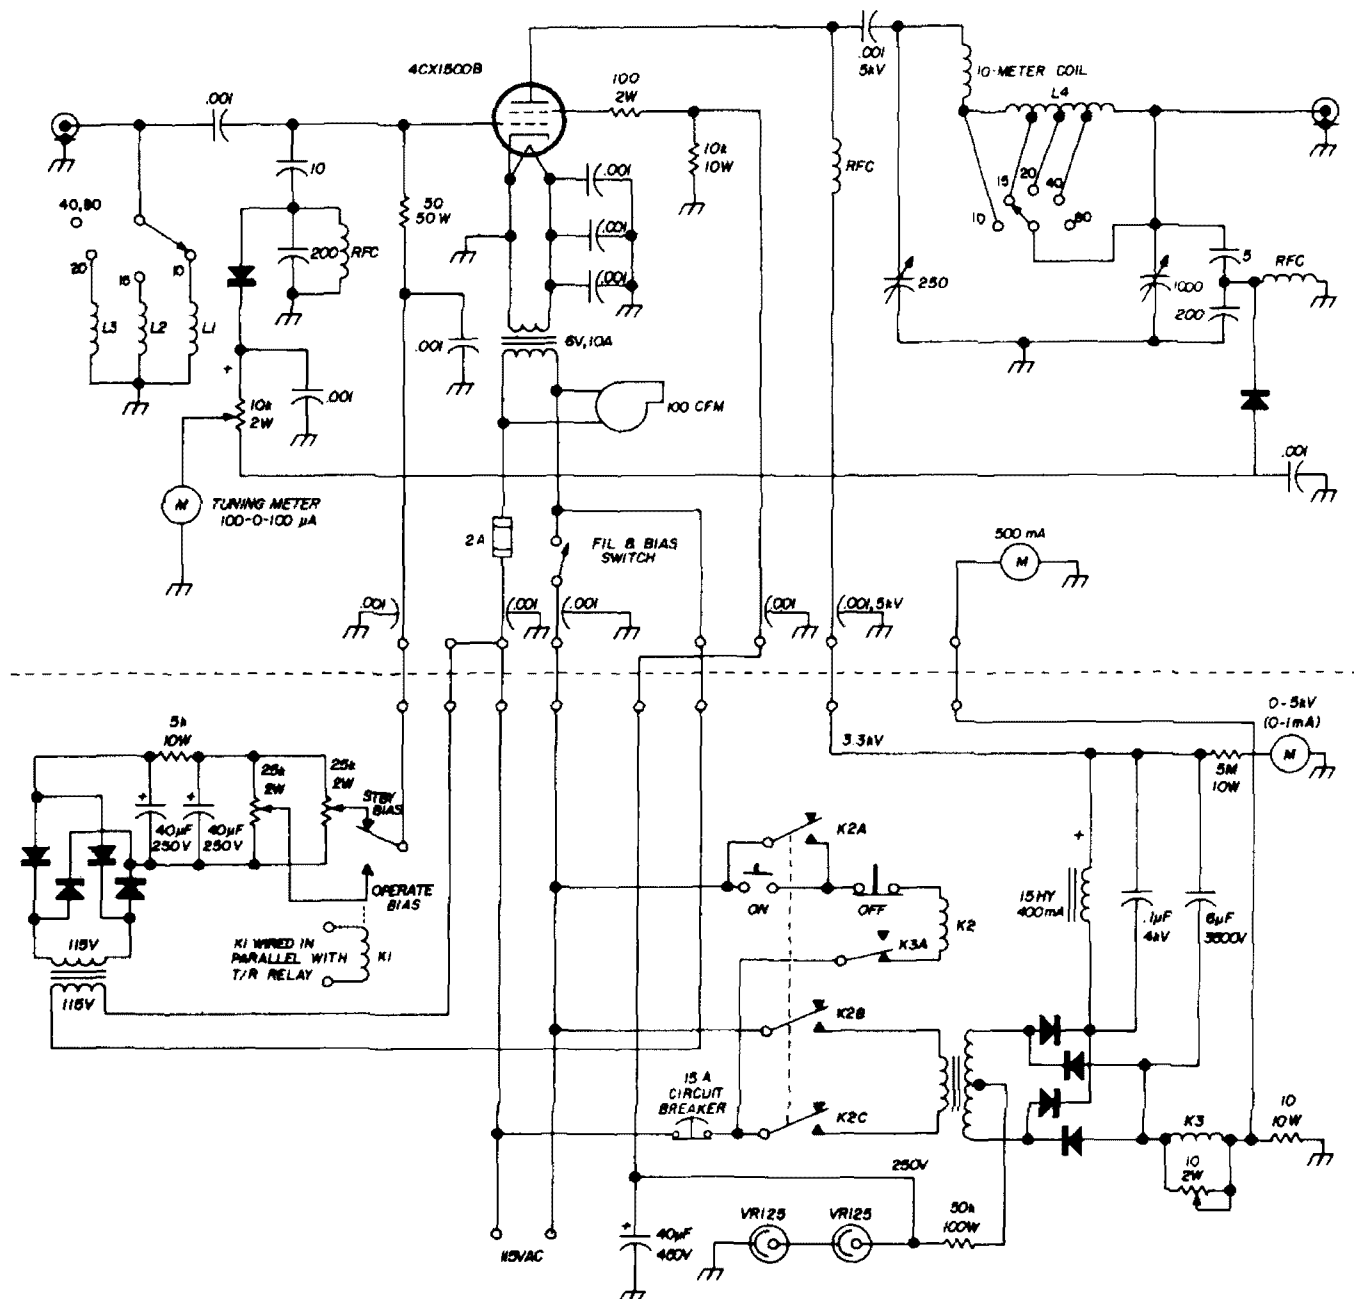 4CX1500B
.001
100
2W
.001
5kV
10-METER COIL
L4
10
.001
10k
10W
RFC
50
50W
40,80
20
15
10
200
RFC
.001
.001
15
20
40
10
80
250
1000
5
200
RFC
L3
L2
L1
6V,10A
.001
+
10k
2W
.001
100 CFM
.001
M
TUNING METER
100-0-100 µA
2A
FIL & BIAS
SWITCH
500 mA
M
.001
.001
.001
.001
.001, 5kV
0-5kV
(0-1mA)
3.3kV
M
5M
10W
5k
10W
25k
2W
25k
2W
STBY
BIAS
+
40µF
250V
+
40µF
250V
OPERATE
BIAS
K2A
ON
OFF
K2
K3A
+
15 HY
400mA
.1µF
4kV
6µF
3600V
115V
115V
K1 WIRED IN
PARALLEL WITH
T/R RELAY
K1
K2B
15 A
CIRCUIT
BREAKER
K2C
K3
10
10W
10
2W
250V
VR125
VR125
50k
100W
115VAC
+
40µF
450V